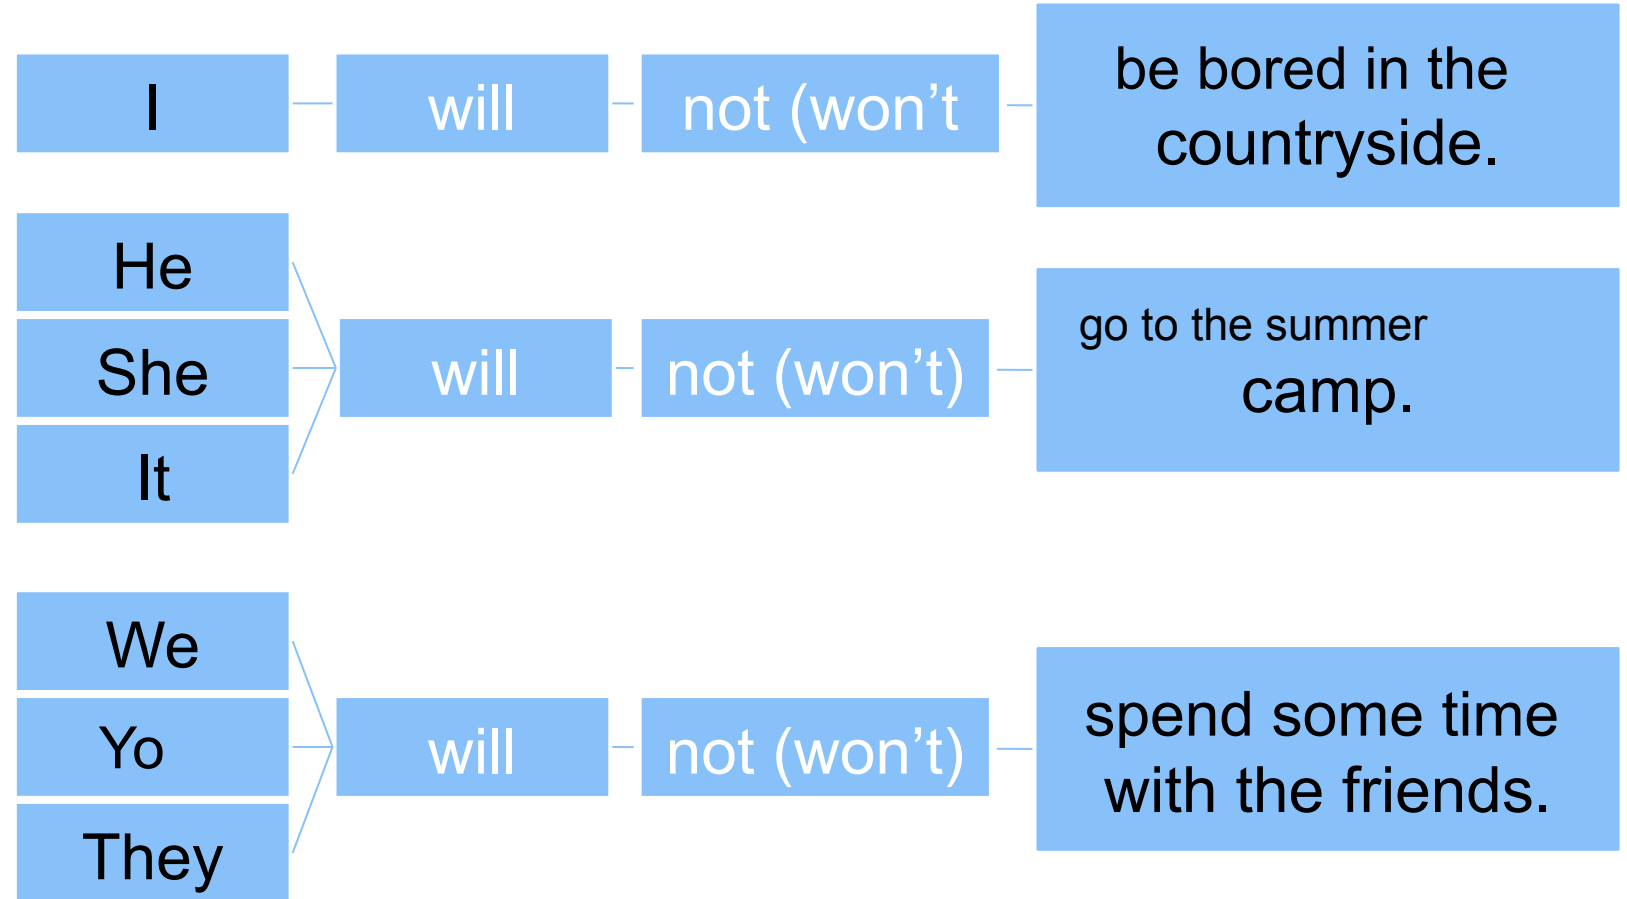 I will not (won’t be bored in the
countryside.
He
She will not (won’t) go to the summer
camp.
It
We
Yo will not (won’t) spend some time
with the friends.
They